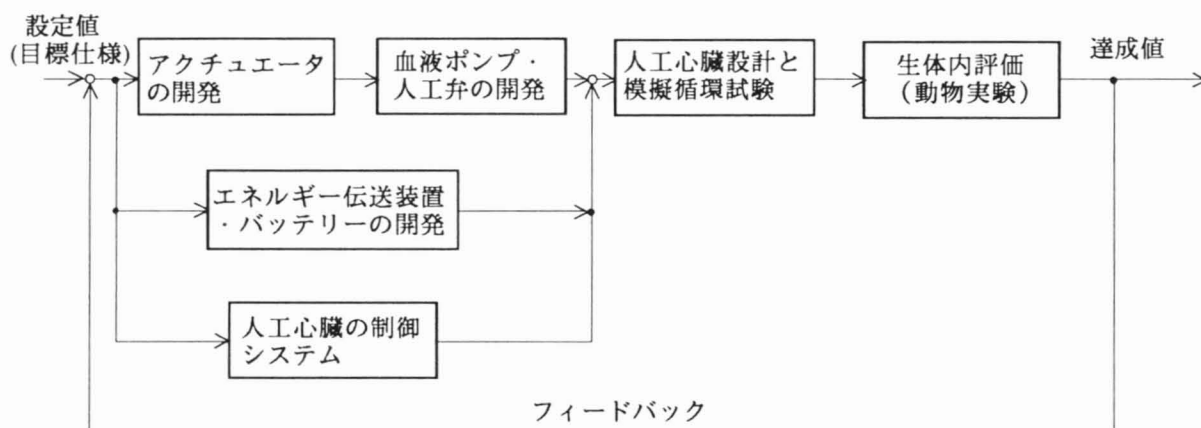 設定値
(目標仕様)
アクチュエータ
の開発
血液ポンプ・
人工弁の開発
人工心臓設計と
模擬循環試験
生体内評価
(動物実験)
達成値
エネルギー伝送装置
・バッテリーの開発
人工心臓の制御
システム
フィードバック